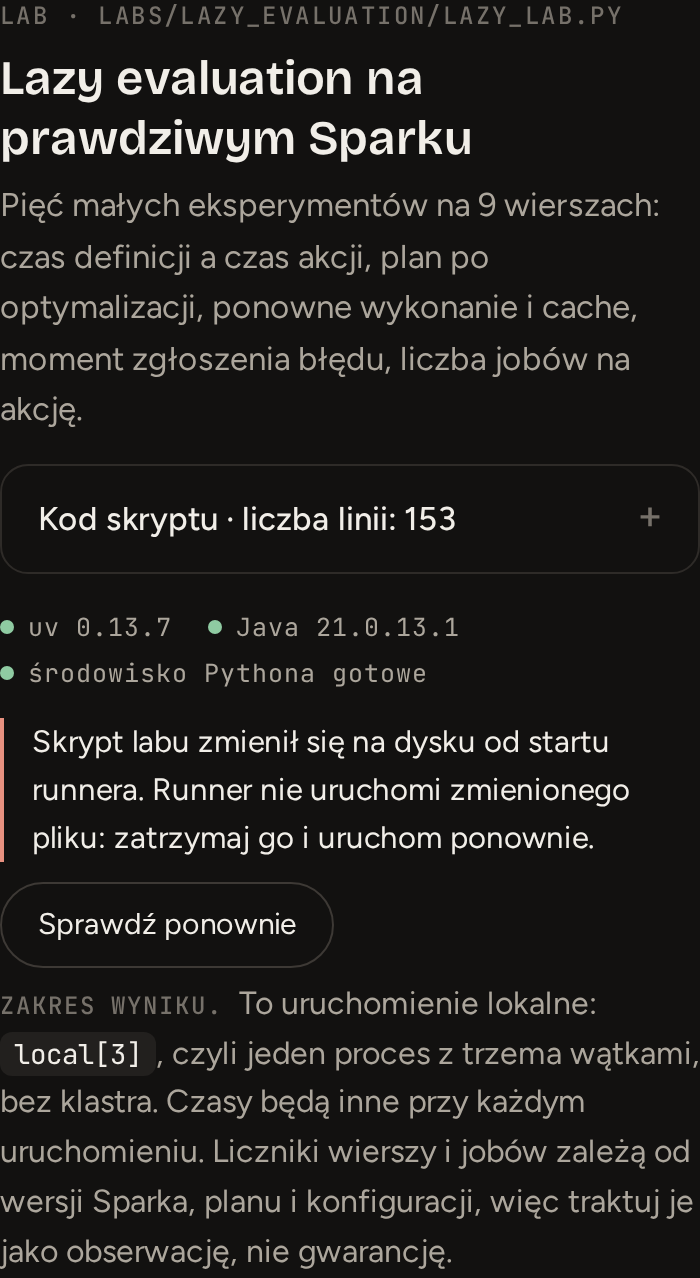 LAB · LABS/LAZY_EVALUATION/LAZY_LAB.PY
Lazy evaluation na
prawdziwym Sparku
Pięć małych eksperymentów na 9 wierszach:
czas definicji a czas akcji, plan po
optymalizacji, ponowne wykonanie i cache,
moment zgłoszenia błędu, liczba jobów na
akcję.
Kod skryptu · liczba linii: 153 +
uv 0.13.7 Java 21.0.13.1
środowisko Pythona gotowe
Skrypt labu zmienił się na dysku od startu
runnera. Runner nie uruchomi zmienionego
pliku: zatrzymaj go i uruchom ponownie.
Sprawdź ponownie
ZAKRES WYNIKU. To uruchomienie lokalne:
local[3], czyli jeden proces z trzema wątkami,
bez klastra. Czasy będą inne przy każdym
uruchomieniu. Liczniki wierszy i jobów zależą od
wersji Sparka, planu i konfiguracji, więc traktuj je
jako obserwację, nie gwarancję.